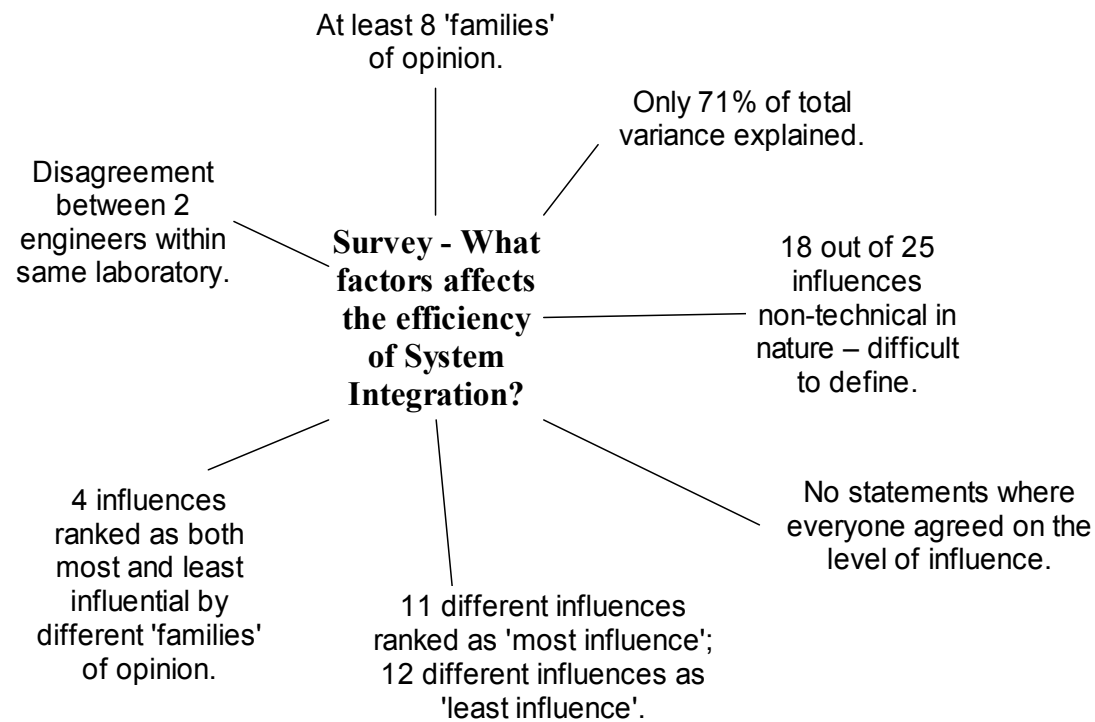 At least 8 'families'
of opinion.
Only 71% of total
variance explained.
Disagreement
between 2
engineers within
same laboratory.
Survey - What
factors affects
the efficiency
of System
Integration?
18 out of 25
influences
non-technical in
nature – difficult
to define.
4 influences
ranked as both
most and least
influential by
different 'families'
of opinion.
11 different influences
ranked as 'most influence';
12 different influences as
'least influence'.
No statements where
everyone agreed on the
level of influence.